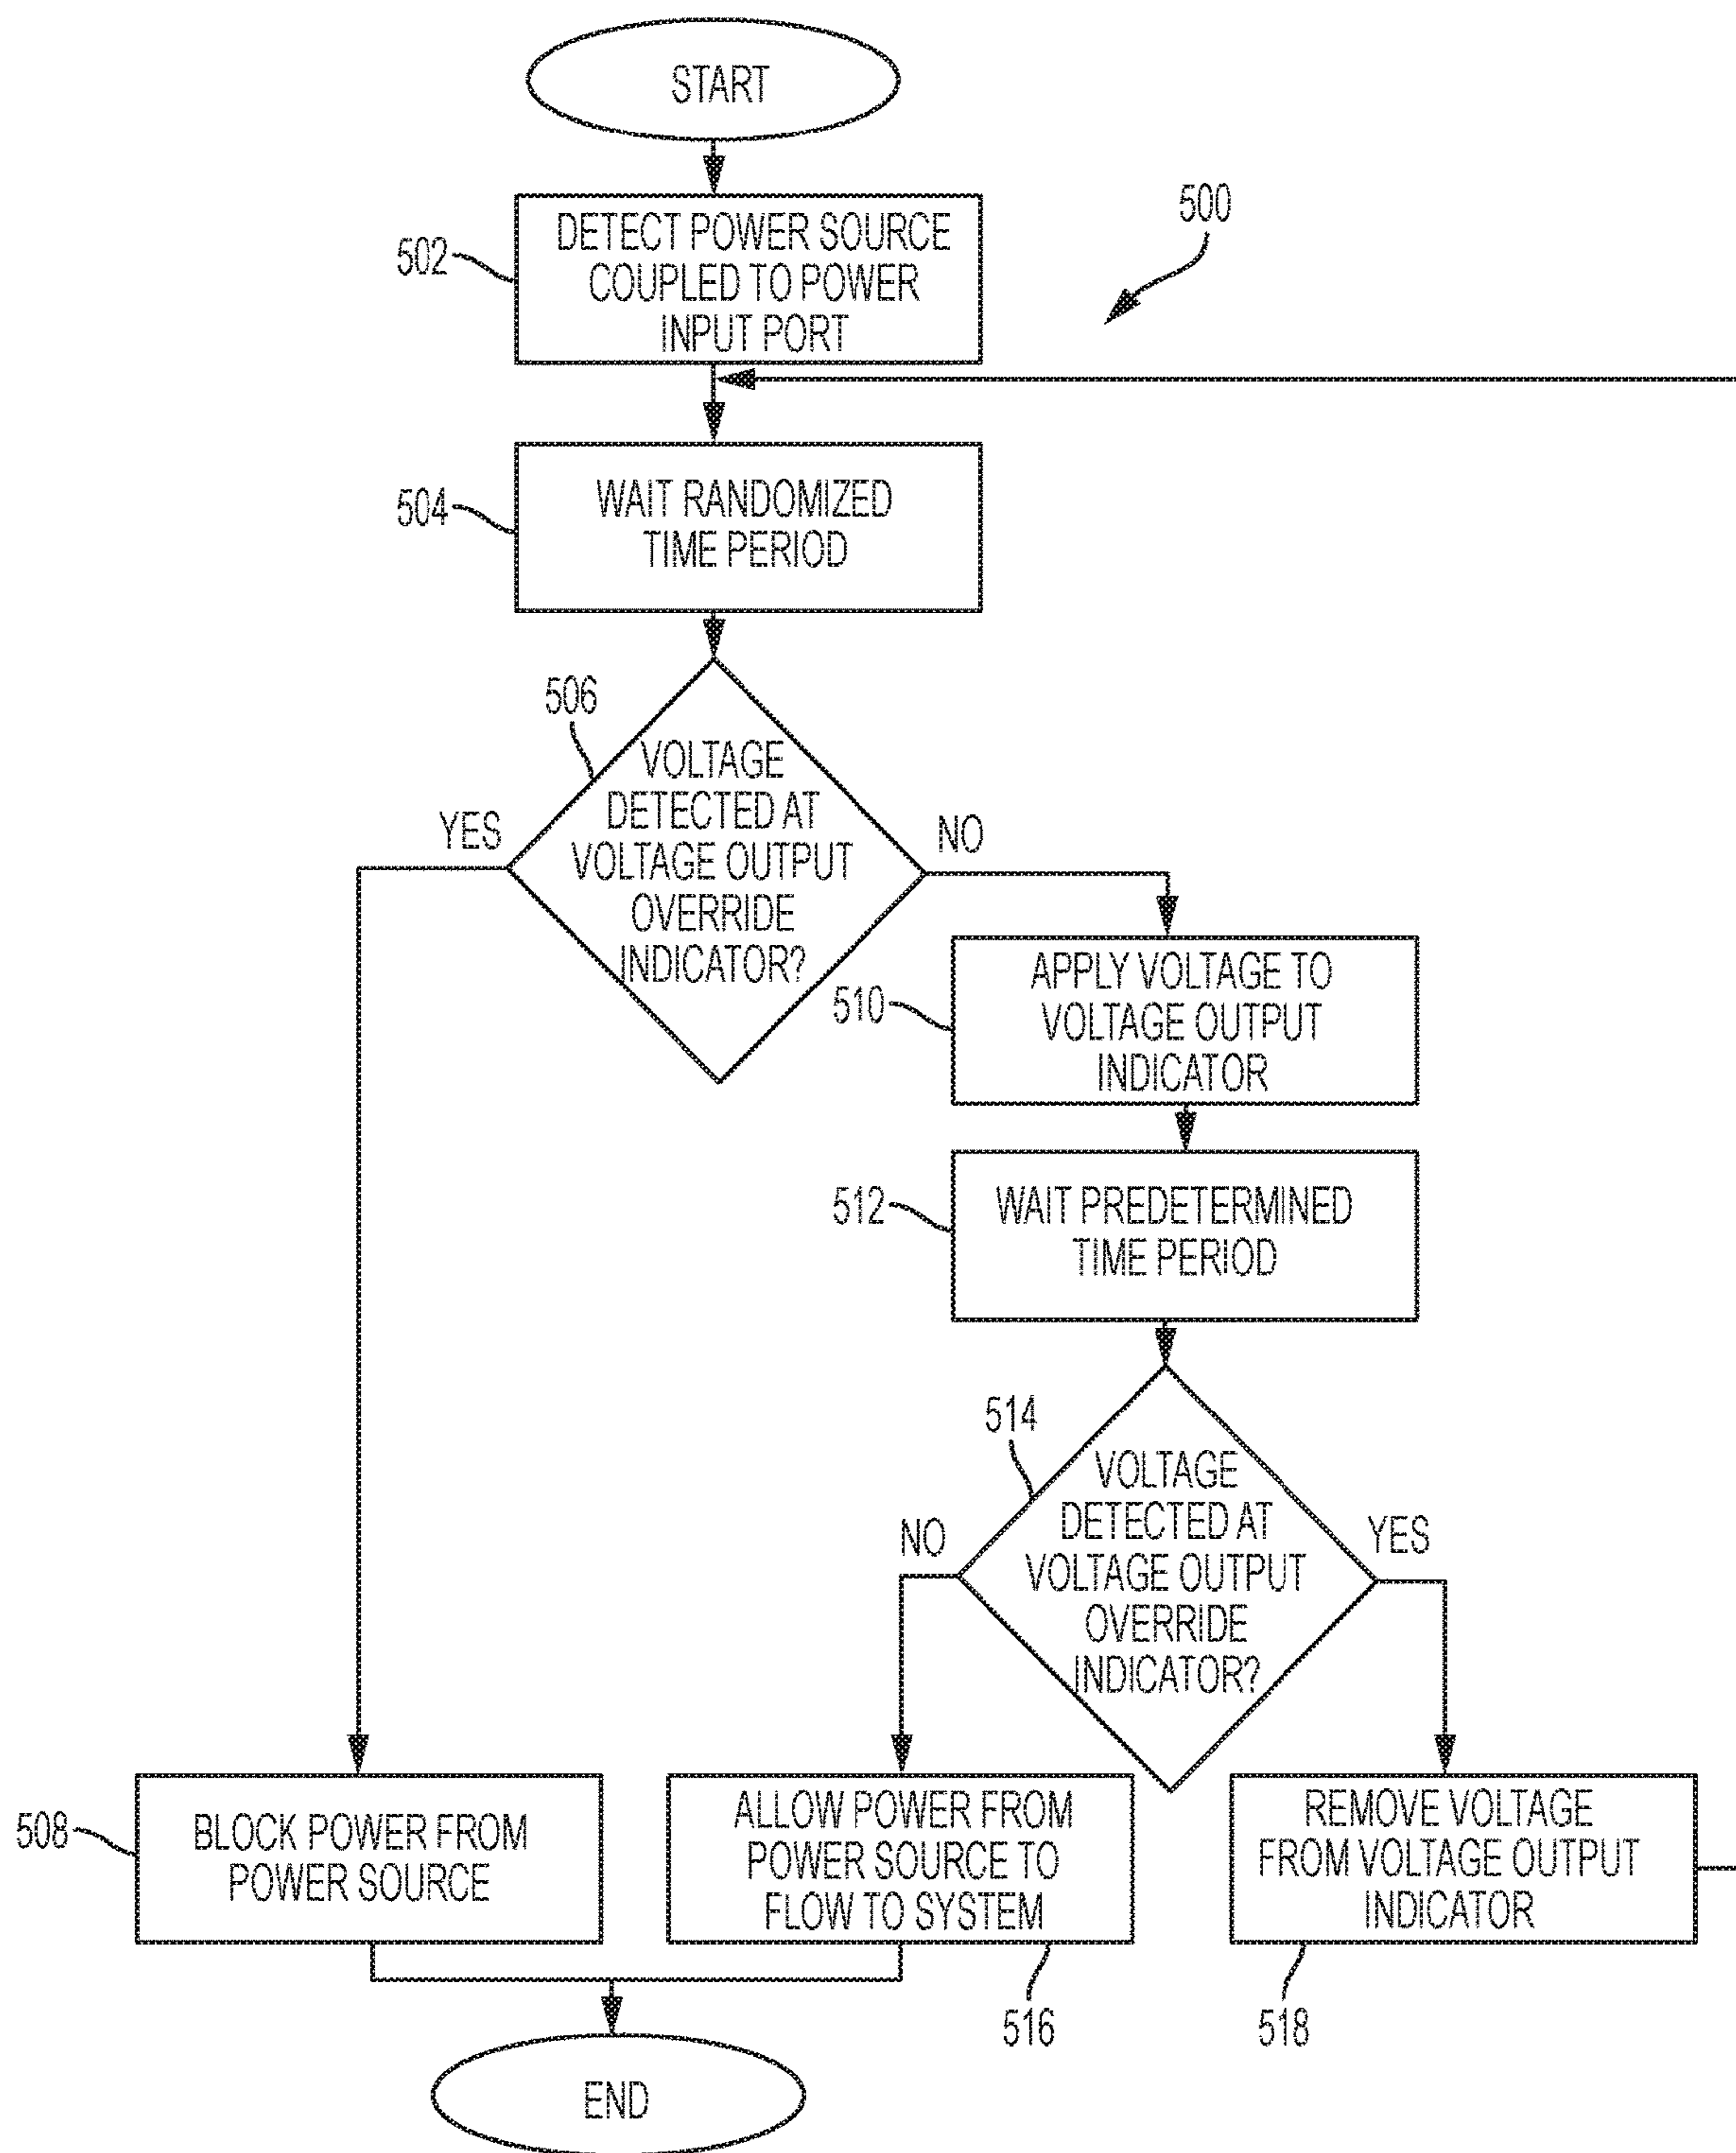 START
500
502
DETECT POWER SOURCE
COUPLED TO POWER
INPUT PORT
504
WAIT RANDOMIZED
TIME PERIOD
506
VOLTAGE
DETECTED AT
VOLTAGE OUTPUT
OVERRIDE
INDICATOR?
YES
NO
510
APPLY VOLTAGE TO
VOLTAGE OUTPUT
INDICATOR
512
WAIT PREDETERMINED
TIME PERIOD
514
VOLTAGE
DETECTED AT
VOLTAGE OUTPUT
OVERRIDE
INDICATOR?
NO
YES
508
BLOCK POWER FROM
POWER SOURCE
ALLOW POWER FROM
POWER SOURCE TO
FLOW TO SYSTEM
REMOVE VOLTAGE
FROM VOLTAGE OUTPUT
INDICATOR
516
518
END